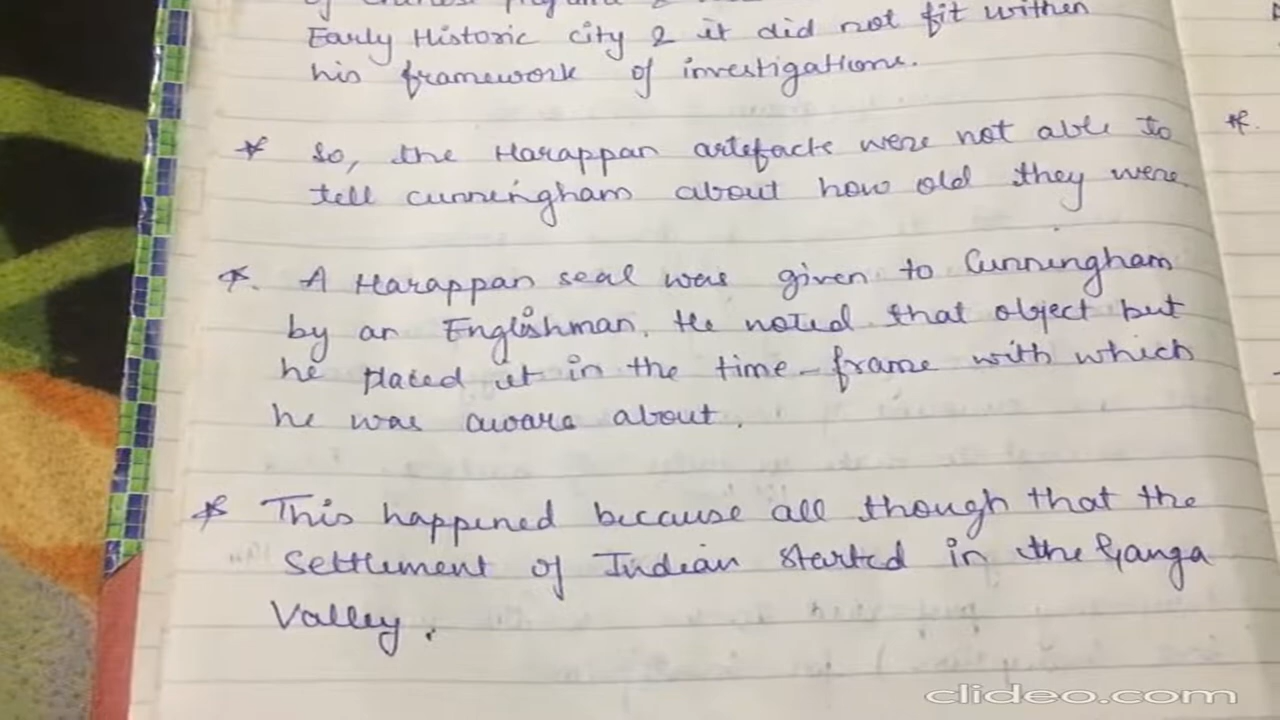 Early Historic city & it did not fit withen
his framework of investigations.
* So, the Harappan artefacts were not able to
tell cunningham about how old they were.
*. A Harappan seal was given to Cunningham
by an Englishman. He noted that object but
he placed it in the time-frame with which
he was aware about.
* This happened because all though that the
settlement of Indian started in the Ganga
Valley.
*.
clideo.com